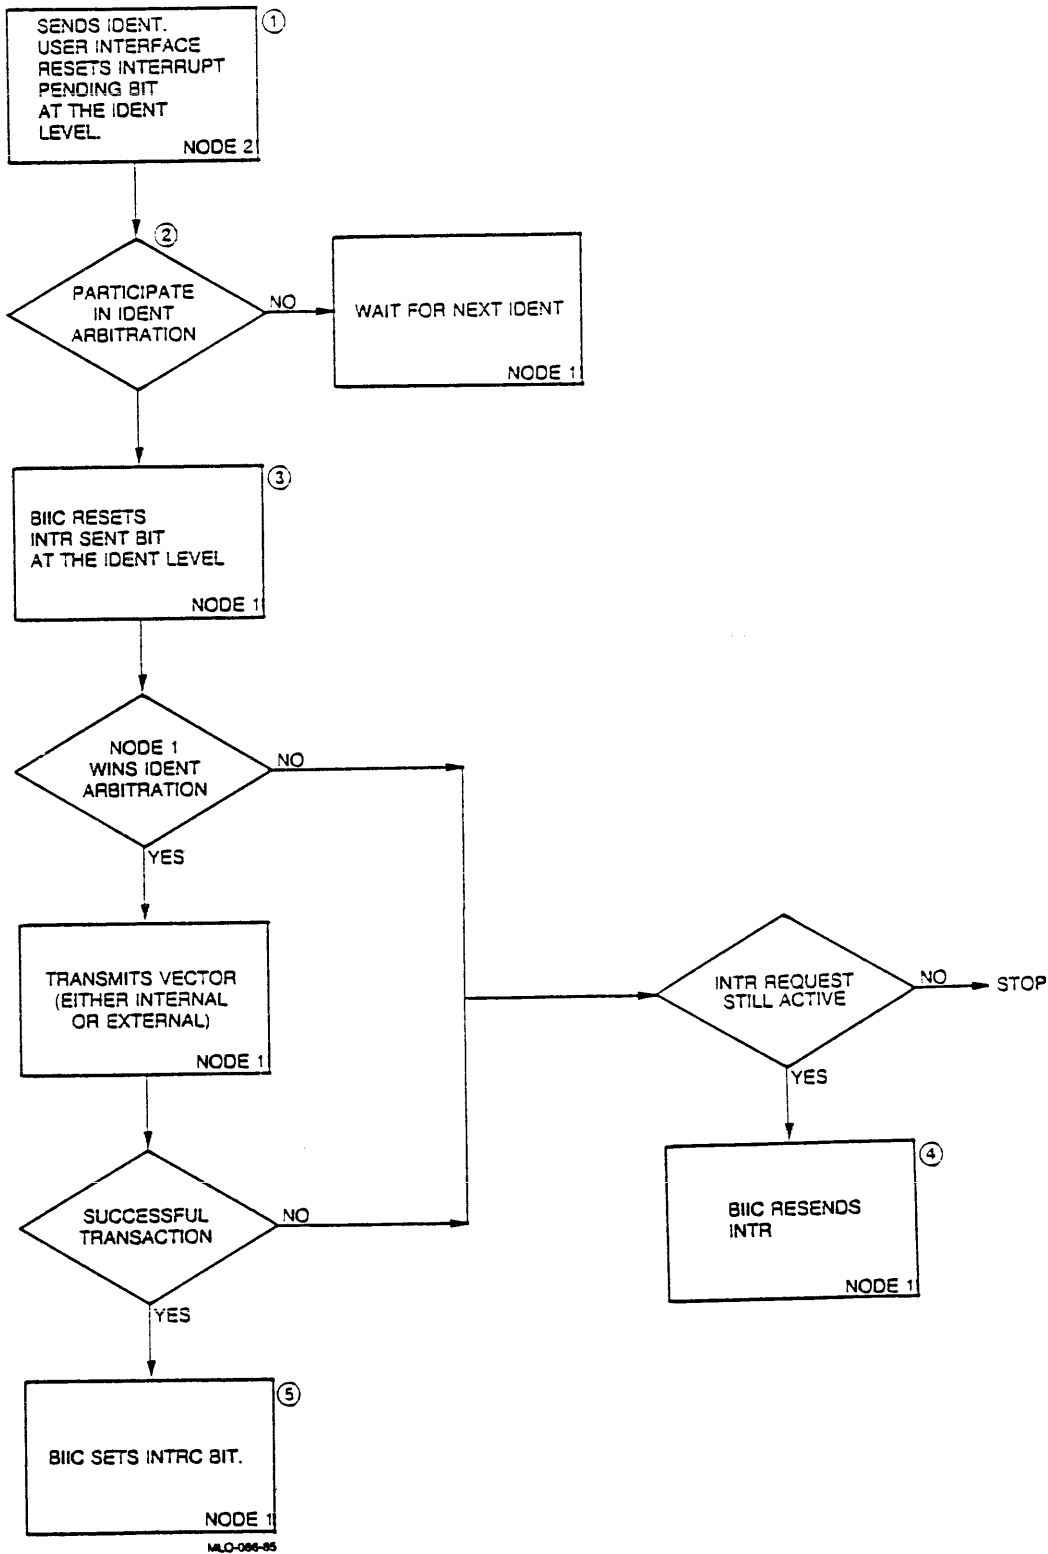 ①
SENDS IDENT.
USER INTERFACE
RESETS INTERRUPT
PENDING BIT
AT THE IDENT
LEVEL.
NODE 2
②
PARTICIPATE
IN IDENT
ARBITRATION
NO
WAIT FOR NEXT IDENT
NODE 1
③
BIIC RESETS
INTR SENT BIT
AT THE IDENT LEVEL
NODE 1
NODE 1
WINS IDENT
ARBITRATION
NO
YES
TRANSMITS VECTOR
(EITHER INTERNAL
OR EXTERNAL)
NODE 1
INTR REQUEST
STILL ACTIVE
NO
STOP
YES
④
BIIC RESENDS
INTR
NODE 1
SUCCESSFUL
TRANSACTION
NO
YES
⑤
BIIC SETS INTRC BIT.
NODE 1
MLO-086-85